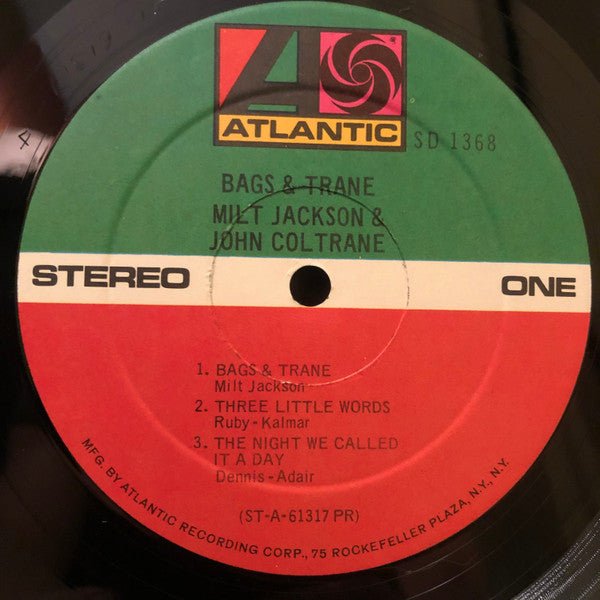 ATLANTIC
SD 1368
BAGS & TRANE
MILT JACKSON &
JOHN COLTRANE
STEREO
ONE
1. BAGS & TRANE
Milt Jackson
2. THREE LITTLE WORDS
Ruby-Kalmar
3. THE NIGHT WE CALLED
IT A DAY
Dennis-Adair
(ST-A-61317 PR)
MFG. BY ATLANTIC RECORDING CORP., 75 ROCKEFELLER PLAZA, N.Y., N.Y.